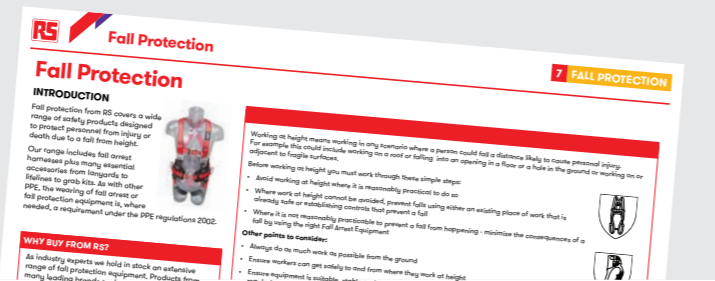 RS
Fall Protection
7 FALL PROTECTION
Fall Protection
INTRODUCTION
Fall protection from RS covers a wide
range of safety products designed
to protect personnel from injury or
death due to a fall from height.
Our range includes fall arrest
harnesses plus many essential
accessories from lanyards to
lifelines to grab kits. As with other
PPE, the wearing of fall arrest or
fall protection equipment is, where
needed, a requirement under the PPE regulations 2002.
WHY BUY FROM RS?
As industry experts we hold in stock an extensive
range of fall protection equipment. Products from
many leading brands
Working at height means working in any scenario where a person could fall a distance likely to cause personal injury.
For example this could include working on a roof or falling into an opening in a floor or a hole in the ground or working on or
adjacent to fragile surfaces.
Before working at height you must work through these simple steps:
• Avoid working at height where it is reasonably practical to do so
• Where work at height cannot be avoided, prevent falls using either an existing place of work that is
already safe or establishing controls that prevent a fall
• Where it is not reasonably practicable to prevent a fall from happening - minimise the consequences of a
fall by using the right Fall Arrest Equipment
Other points to consider:
• Always do as much work as possible from the ground
• Ensure workers can get safely to and from where they work at height
• Ensure equipment is suitable,